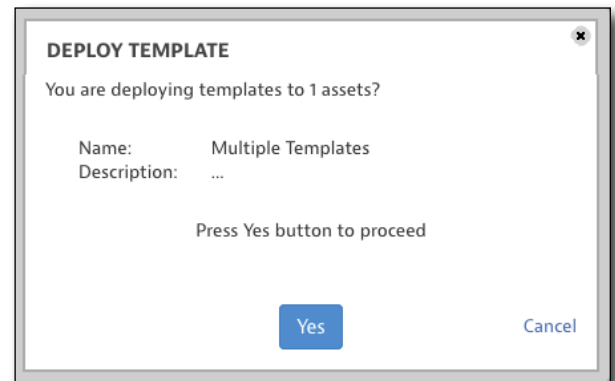 DEPLOY TEMPLATE
You are deploying templates to 1 assets?
Name: Multiple Templates
Description: ...
Press Yes button to proceed
Yes Cancel